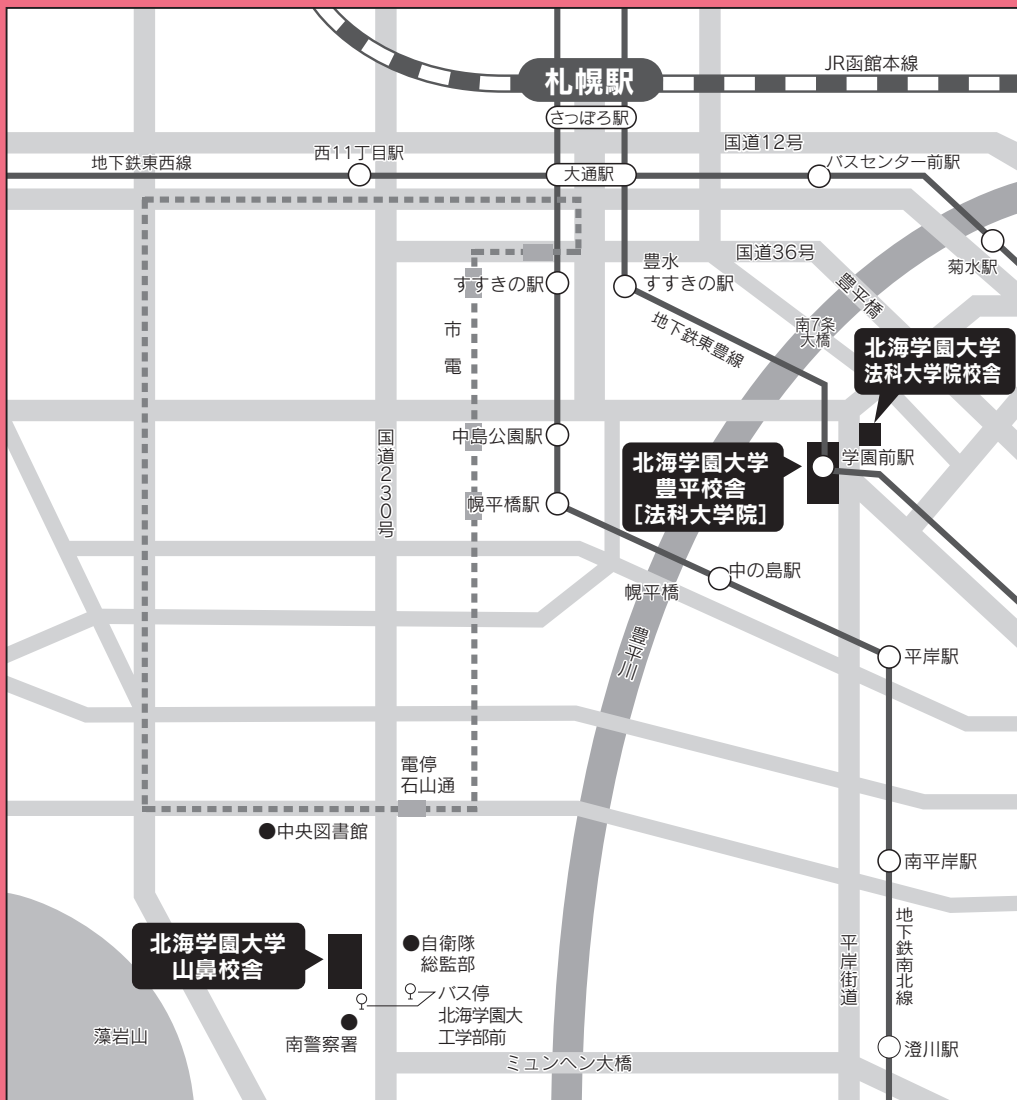 JR函館本線
札幌駅
さっぽろ駅
国道12号
地下鉄東西線
西11丁目駅
大通駅
バスセンター前駅
国道36号
菊水駅
豊水
すすきの駅
すすきの駅
豊平橋
南7条
大橋
地下鉄東豊線
市電
北海学園大学
法科大学院校舎
中島公園駅
国道230号
北海学園大学
豊平校舎
[法科大学院]
学園前駅
幌平橋駅
中の島駅
幌平橋
豊平川
平岸駅
電停
石山通
中央図書館
南平岸駅
地下鉄南北線
平岸街道
北海学園大学
山鼻校舎
自衛隊
総監部
バス停
北海学園大
工学部前
南警察署
藻岩山
ミュンヘン大橋
澄川駅